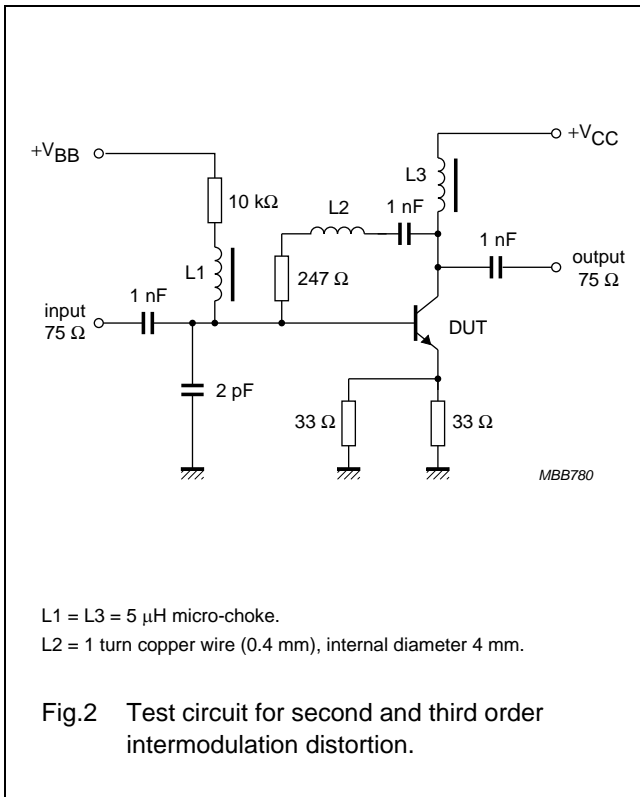 +VCC
+VBB
L3
10 kΩ
L2
1 nF
1 nF
output
75 Ω
L1
247 Ω
input
75 Ω
1 nF
DUT
2 pF
33 Ω
33 Ω
MBB780
L1 = L3 = 5 μH micro-choke.
L2 = 1 turn copper wire (0.4 mm), internal diameter 4 mm.
Fig.2 Test circuit for second and third order
intermodulation distortion.